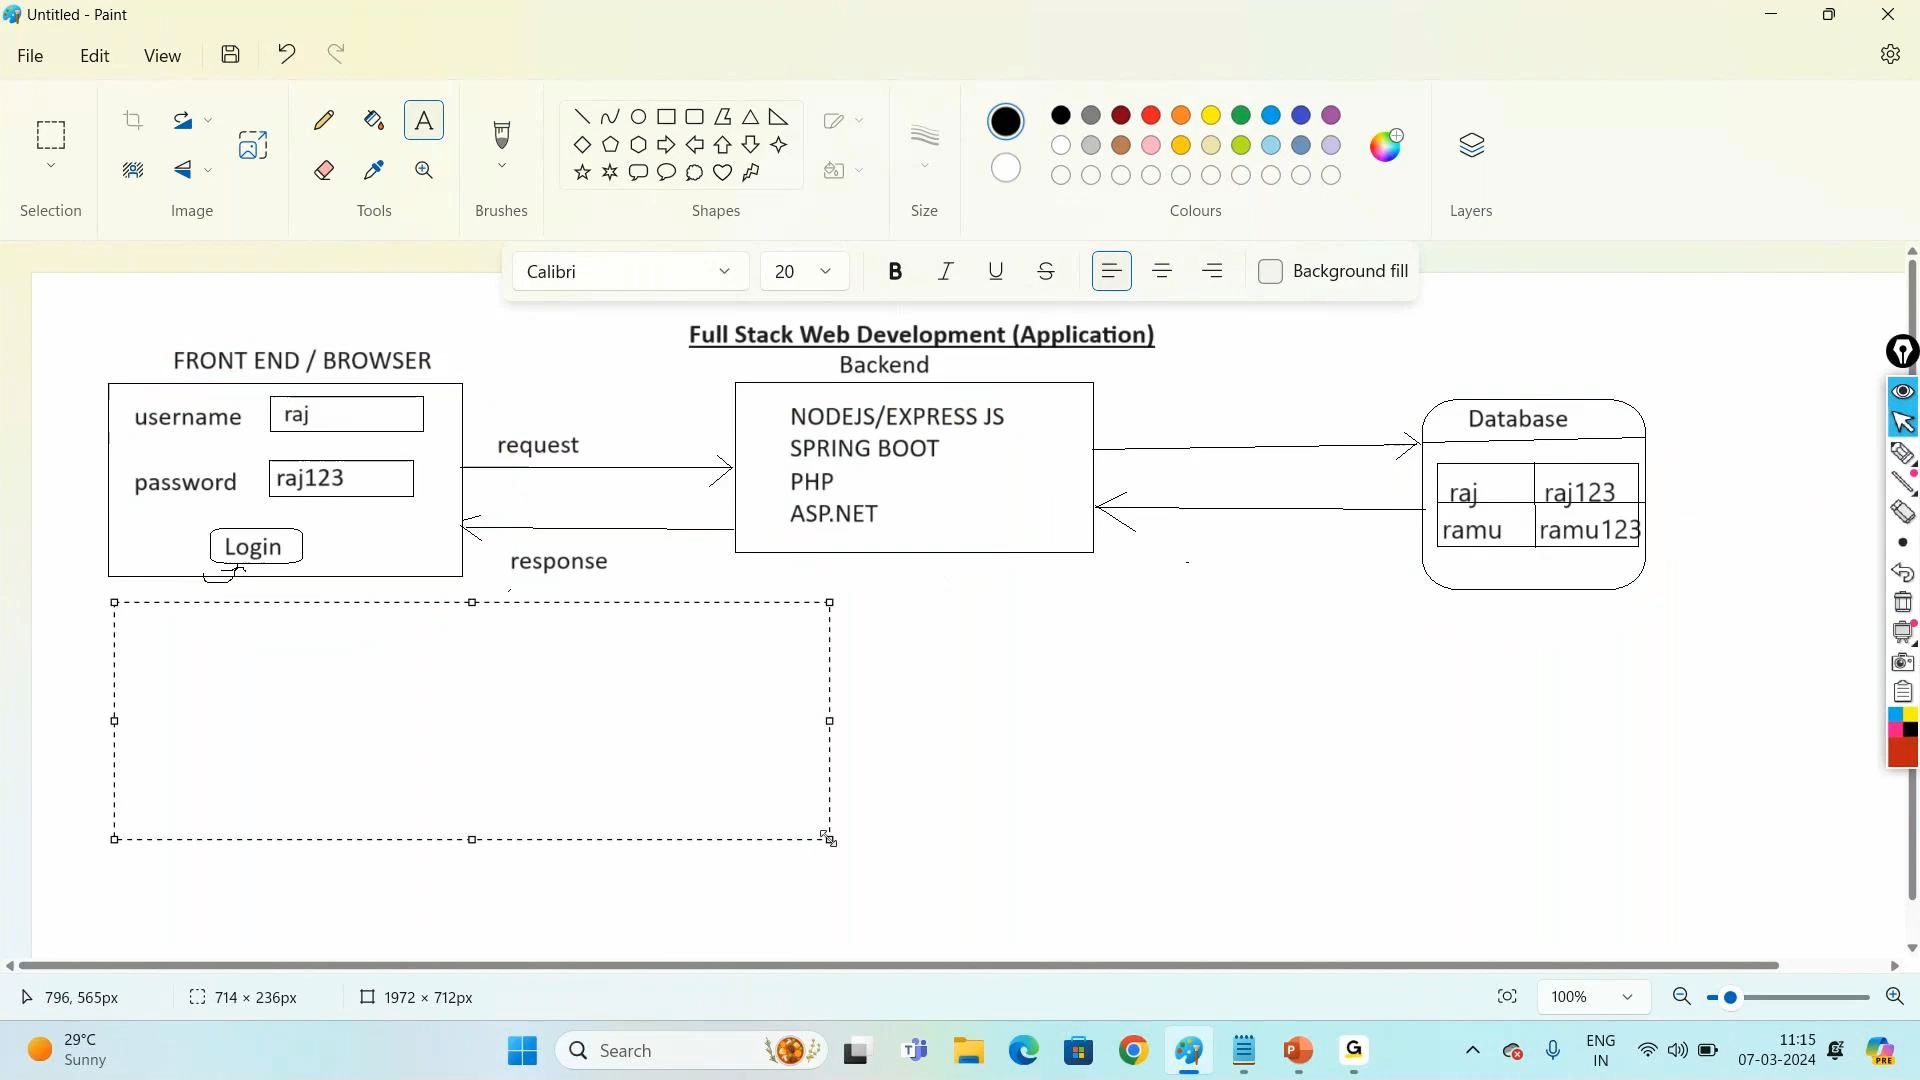 Untitled - Paint
File Edit View
Selection Image Tools Brushes Shapes Size Colours Layers
Calibri 20 B I U S Background fill
Full Stack Web Development (Application)
FRONT END / BROWSER
Backend
username raj
password raj123
Login
request
response
NODEJS/EXPRESS JS
SPRING BOOT
PHP
ASP.NET
Database
raj raj123
ramu ramu123
796, 565px 714 × 236px 1972 × 712px 100%
29°C
Sunny
Search
ENG
IN
11:15
07-03-2024
PRE